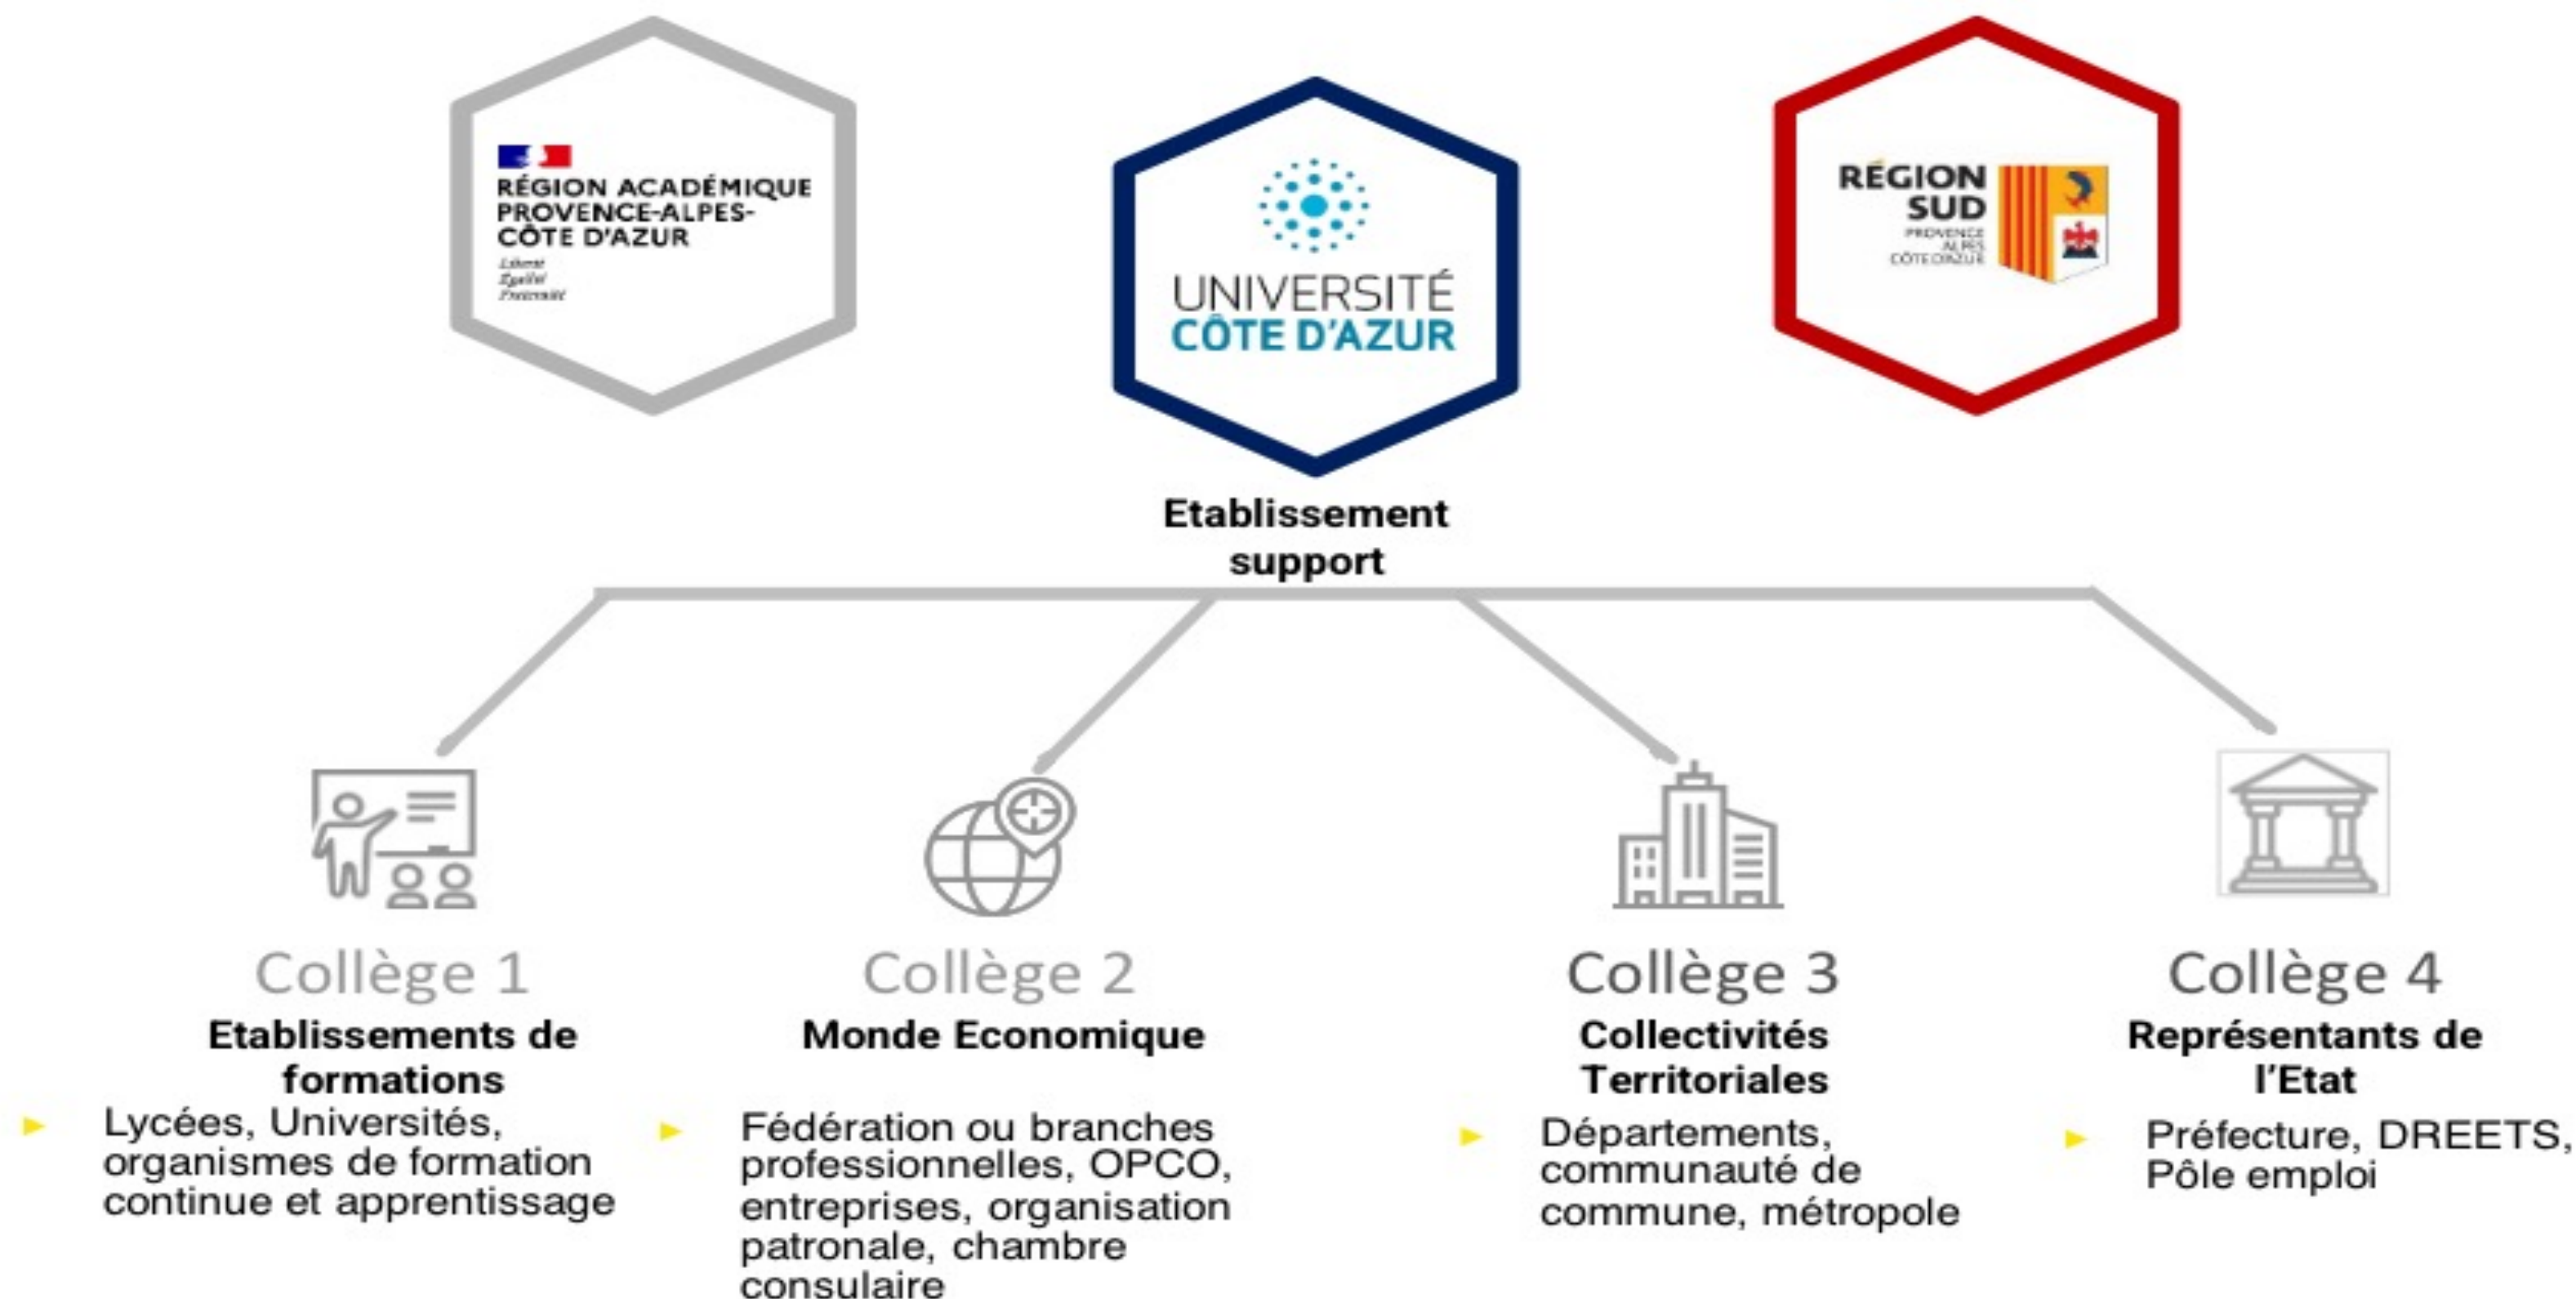 RÉGION ACADÉMIQUE
PROVENCE-ALPES-
CÔTE D'AZUR
Liberté
Égalité
Fraternité
UNIVERSITÉ
CÔTE D'AZUR
RÉGION
SUD
PROVENCE
ALPES
CÔTE D'AZUR
Etablissement
support
Collège 1
Etablissements de
formations
Lycées, Universités,
organismes de formation
continue et apprentissage
Collège 2
Monde Economique
Fédération ou branches
professionnelles, OPCO,
entreprises, organisation
patronale, chambre
consulaire
Collège 3
Collectivités
Territoriales
Départements,
communauté de
commune, métropole
Collège 4
Représentants de
l'Etat
Préfecture, DREETS,
Pôle emploi